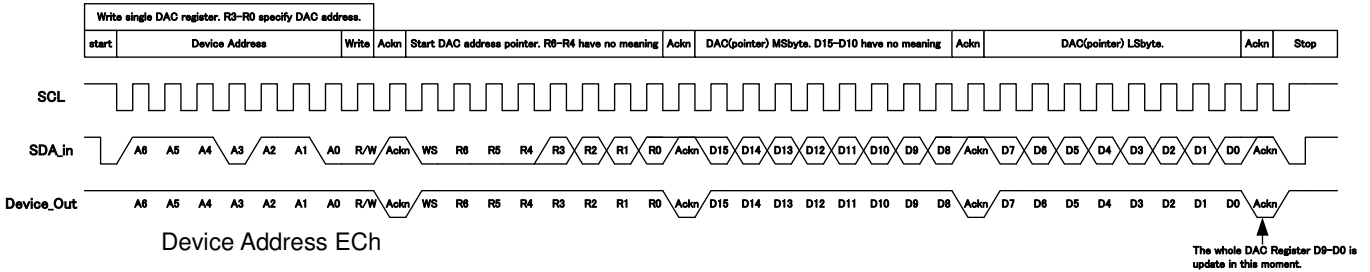 Write single DAC register. R3-R0 specify DAC address.
start Device Address Write Ackn Start DAC address pointer. R6-R4 have no meaning Ackn DAC(pointer) MSbyte. D15-D10 have no meaning Ackn DAC(pointer) LSbyte. Ackn Stop
SCL
SDA_in A6 A5 A4 A3 A2 A1 A0 R/W Ackn WS R6 R5 R4 R3 R2 R1 R0 Ackn D15 D14 D13 D12 D11 D10 D9 D8 Ackn D7 D6 D5 D4 D3 D2 D1 D0 Ackn
Device_Out A6 A5 A4 A3 A2 A1 A0 R/W Ackn WS R6 R5 R4 R3 R2 R1 R0 Ackn D15 D14 D13 D12 D11 D10 D9 D8 Ackn D7 D6 D5 D4 D3 D2 D1 D0 Ackn
Device Address ECh
The whole DAC Register D9-D0 is
update in this moment.